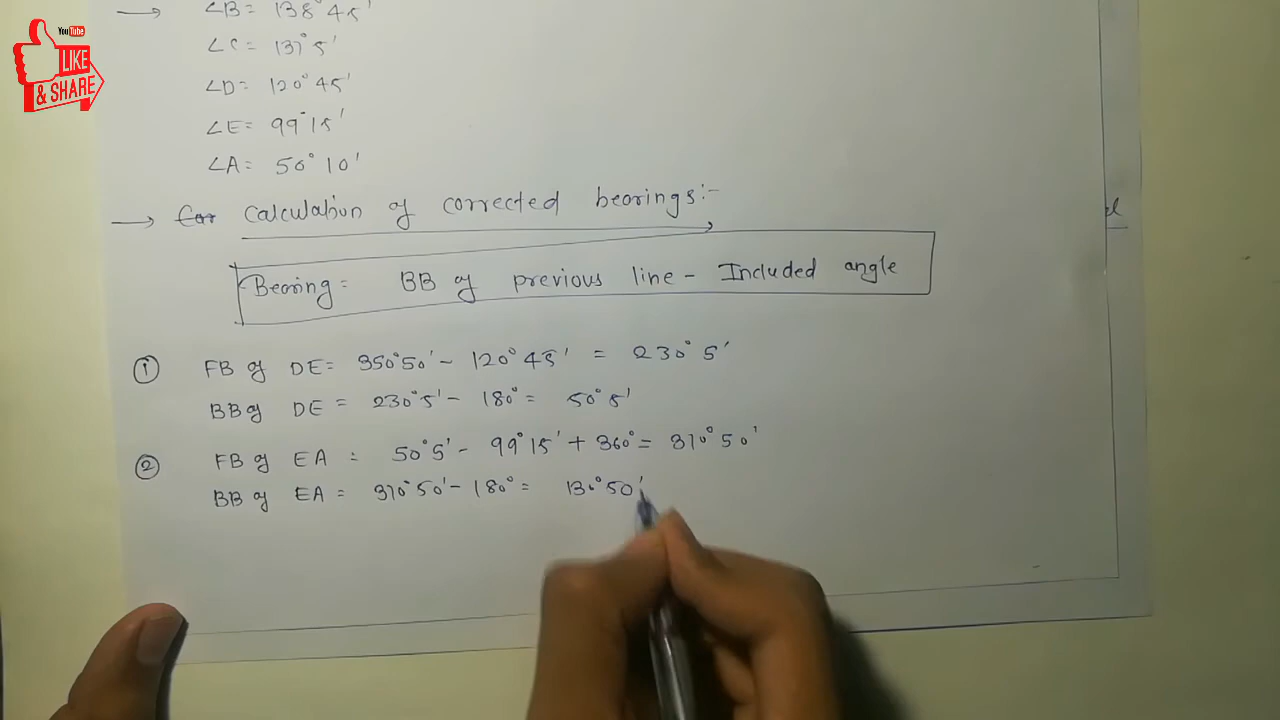 YouTube
LIKE
& SHARE
∠B = 138°45'
∠C = 137°5'
∠D = 120°45'
∠E = 99°15'
∠A = 50°10'
→ for calculation of corrected bearings:-
Bearing = BB of previous line - Included angle
① FB of DE = 350°50' - 120°45' = 230°5'
BB of DE = 230°5' - 180° = 50°5'
② FB of EA = 50°5' - 99°15' + 360° = 310°50'
BB of EA = 310°50' - 180° = 130°50'